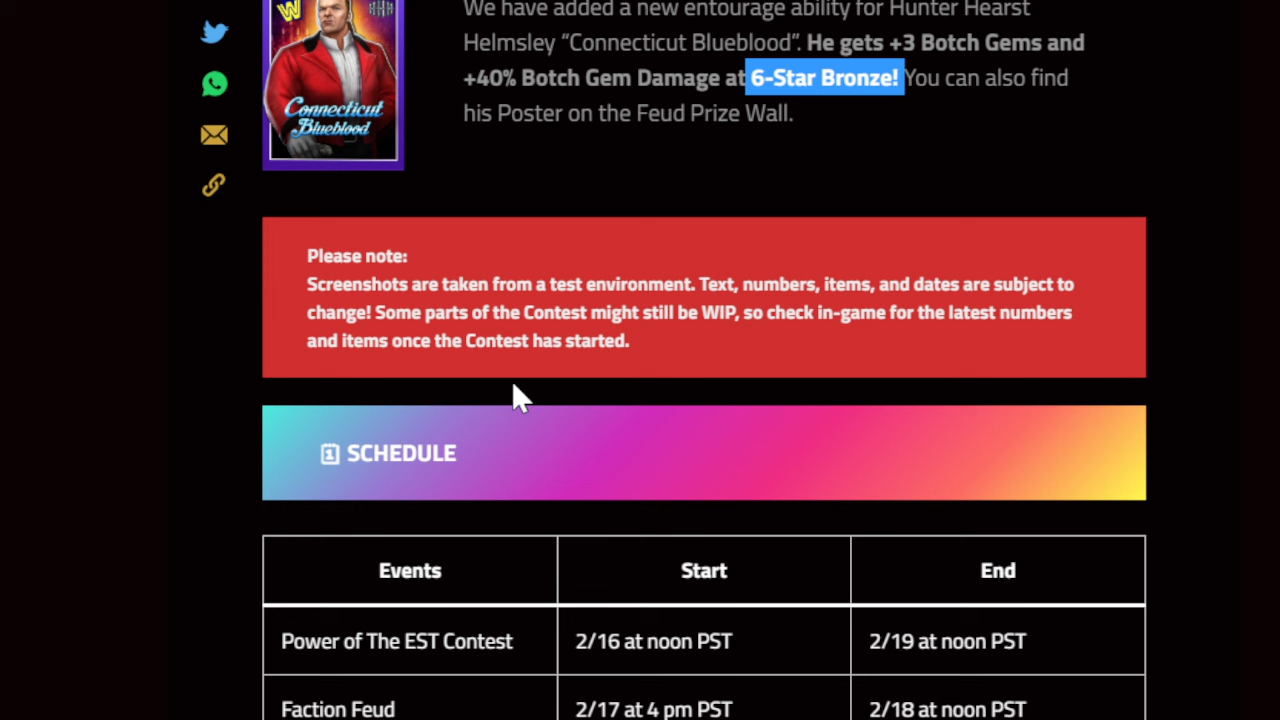 We have added a new entourage ability for Hunter Hearst
Helmsley “Connecticut Blueblood”. He gets +3 Botch Gems and
+40% Botch Gem Damage at 6-Star Bronze! You can also find
his Poster on the Feud Prize Wall.
Connecticut
Blueblood
Please note:
Screenshots are taken from a test environment. Text, numbers, items, and dates are subject to
change! Some parts of the Contest might still be WIP, so check in-game for the latest numbers
and items once the Contest has started.
1 SCHEDULE
Events Start End
Power of The EST Contest 2/16 at noon PST 2/19 at noon PST
Faction Feud 2/17 at 4 pm PST 2/18 at noon PST